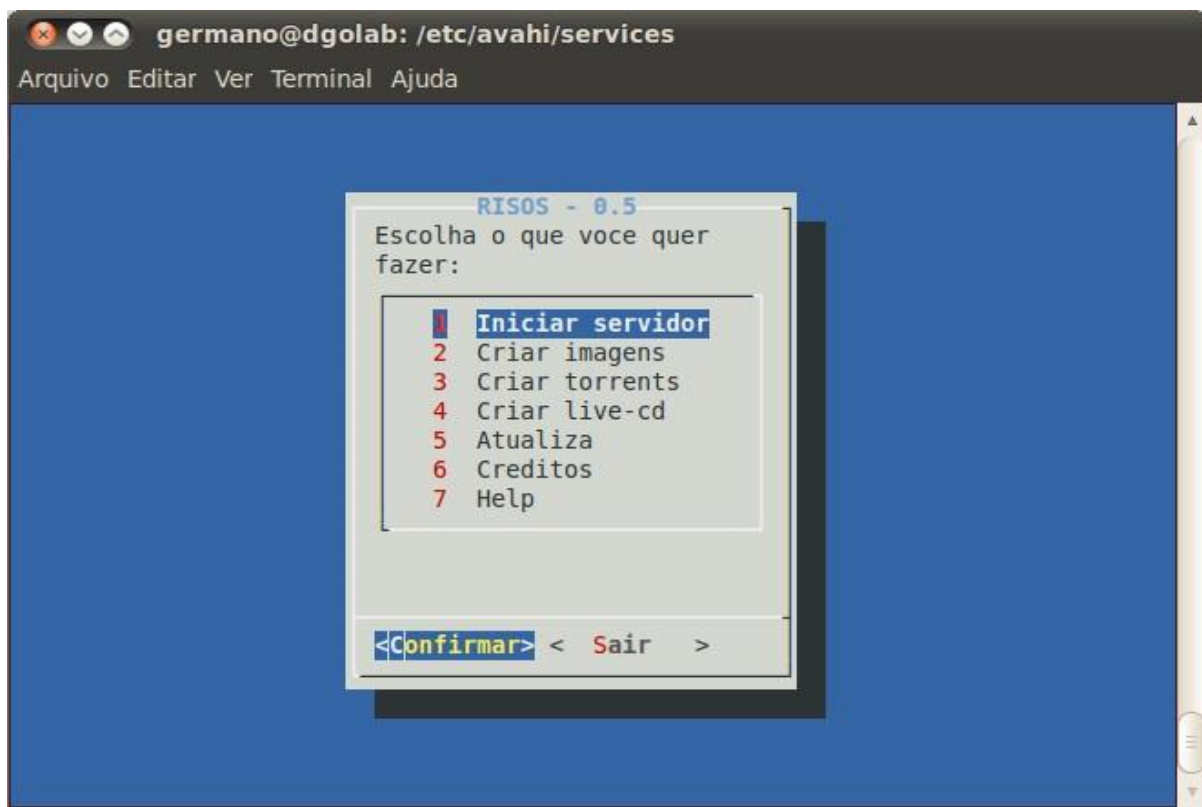 germano@dgolab: /etc/avahi/services
Arquivo Editar Ver Terminal Ajuda
RISOS - 0.5
Escolha o que voce quer
fazer:
1 Iniciar servidor
2 Criar imagens
3 Criar torrents
4 Criar live-cd
5 Atualiza
6 Creditos
7 Help
<Confirmar> < Sair >